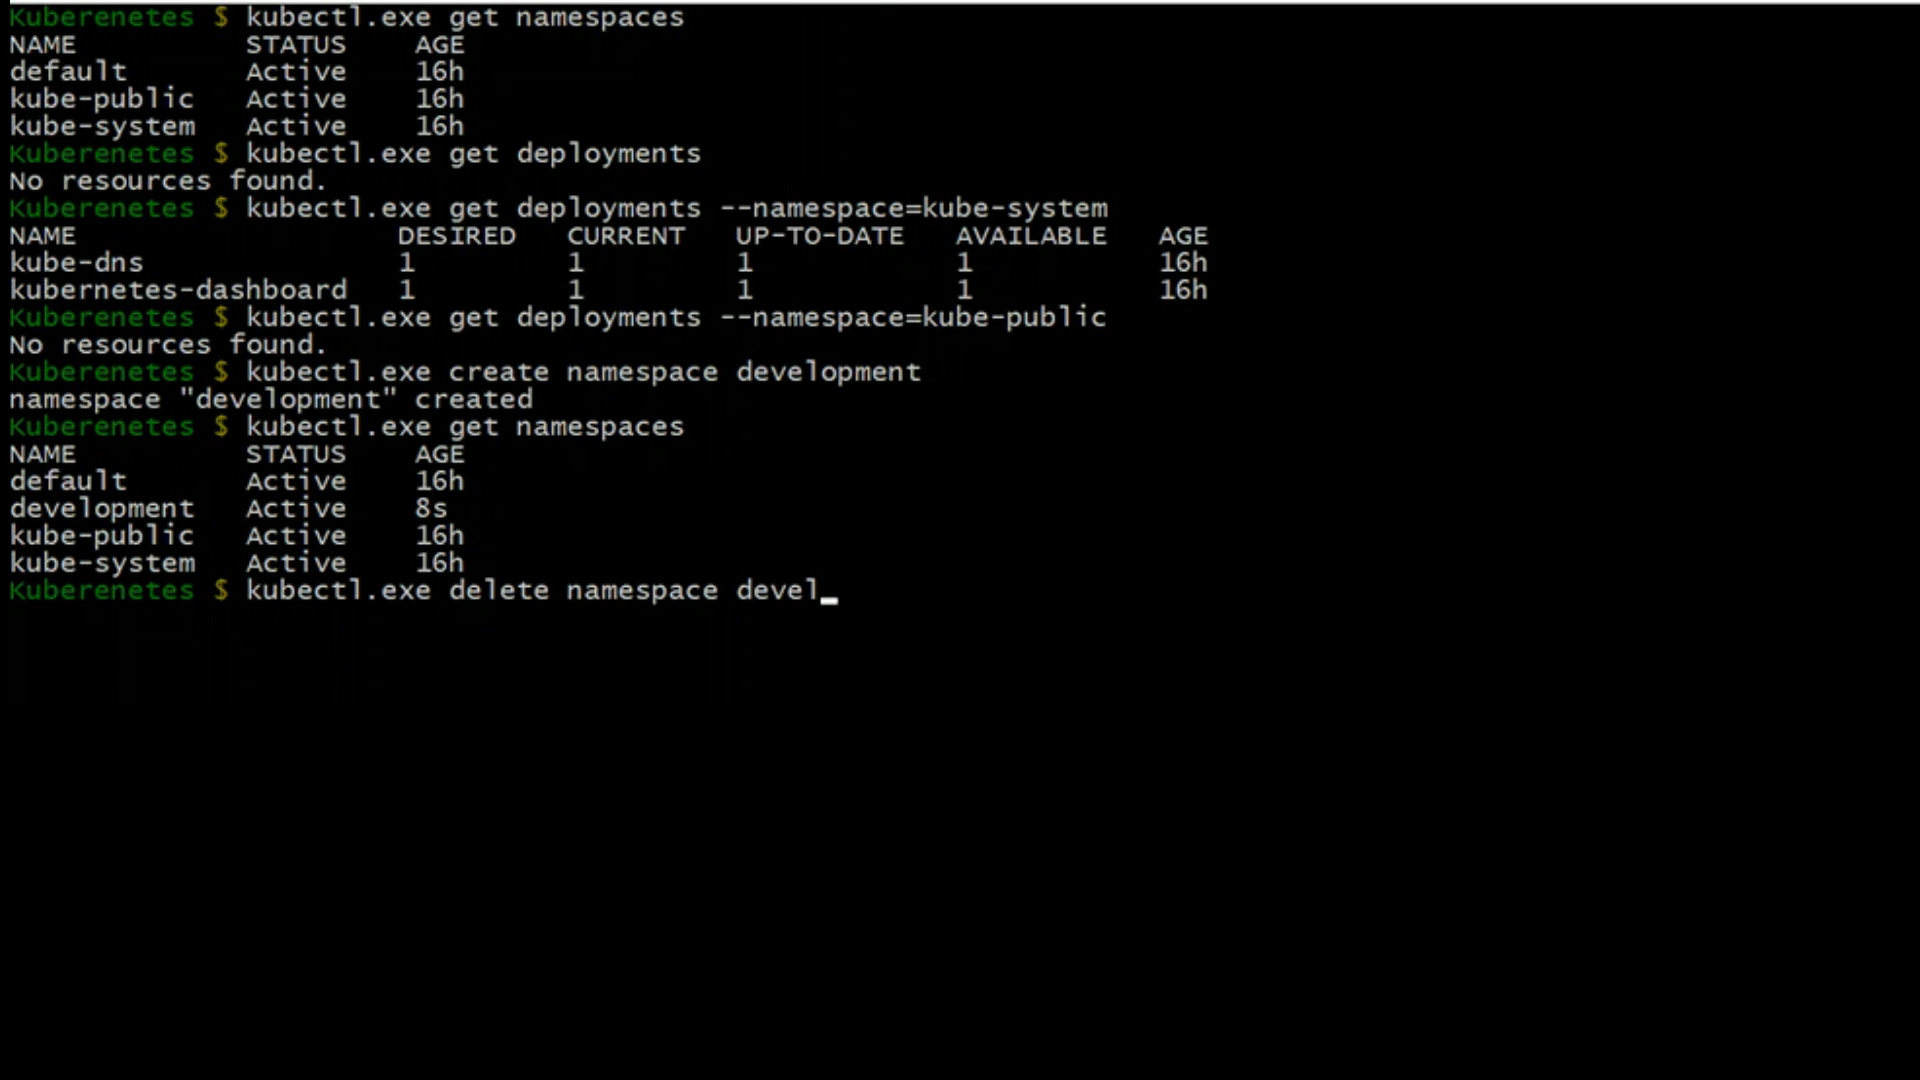 Kuberenetes $ kubectl.exe get namespaces
NAME          STATUS    AGE
default       Active    16h
kube-public   Active    16h
kube-system   Active    16h
Kuberenetes $ kubectl.exe get deployments
No resources found.
Kuberenetes $ kubectl.exe get deployments --namespace=kube-system
NAME                   DESIRED   CURRENT   UP-TO-DATE   AVAILABLE   AGE
kube-dns               1         1         1            1           16h
kubernetes-dashboard   1         1         1            1           16h
Kuberenetes $ kubectl.exe get deployments --namespace=kube-public
No resources found.
Kuberenetes $ kubectl.exe create namespace development
namespace "development" created
Kuberenetes $ kubectl.exe get namespaces
NAME          STATUS    AGE
default       Active    16h
development   Active    8s
kube-public   Active    16h
kube-system   Active    16h
Kuberenetes $ kubectl.exe delete namespace devel